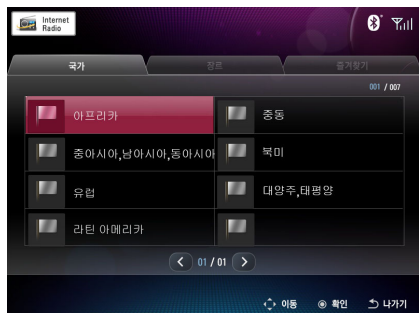 Internet
Radio
국가
장르
즐겨찾기
001 / 007
아프리카
중동
중아시아,남아시아,동아시아
북미
유럽
대양주,태평양
라틴 아메리카
01 / 01
이동
확인
나가기